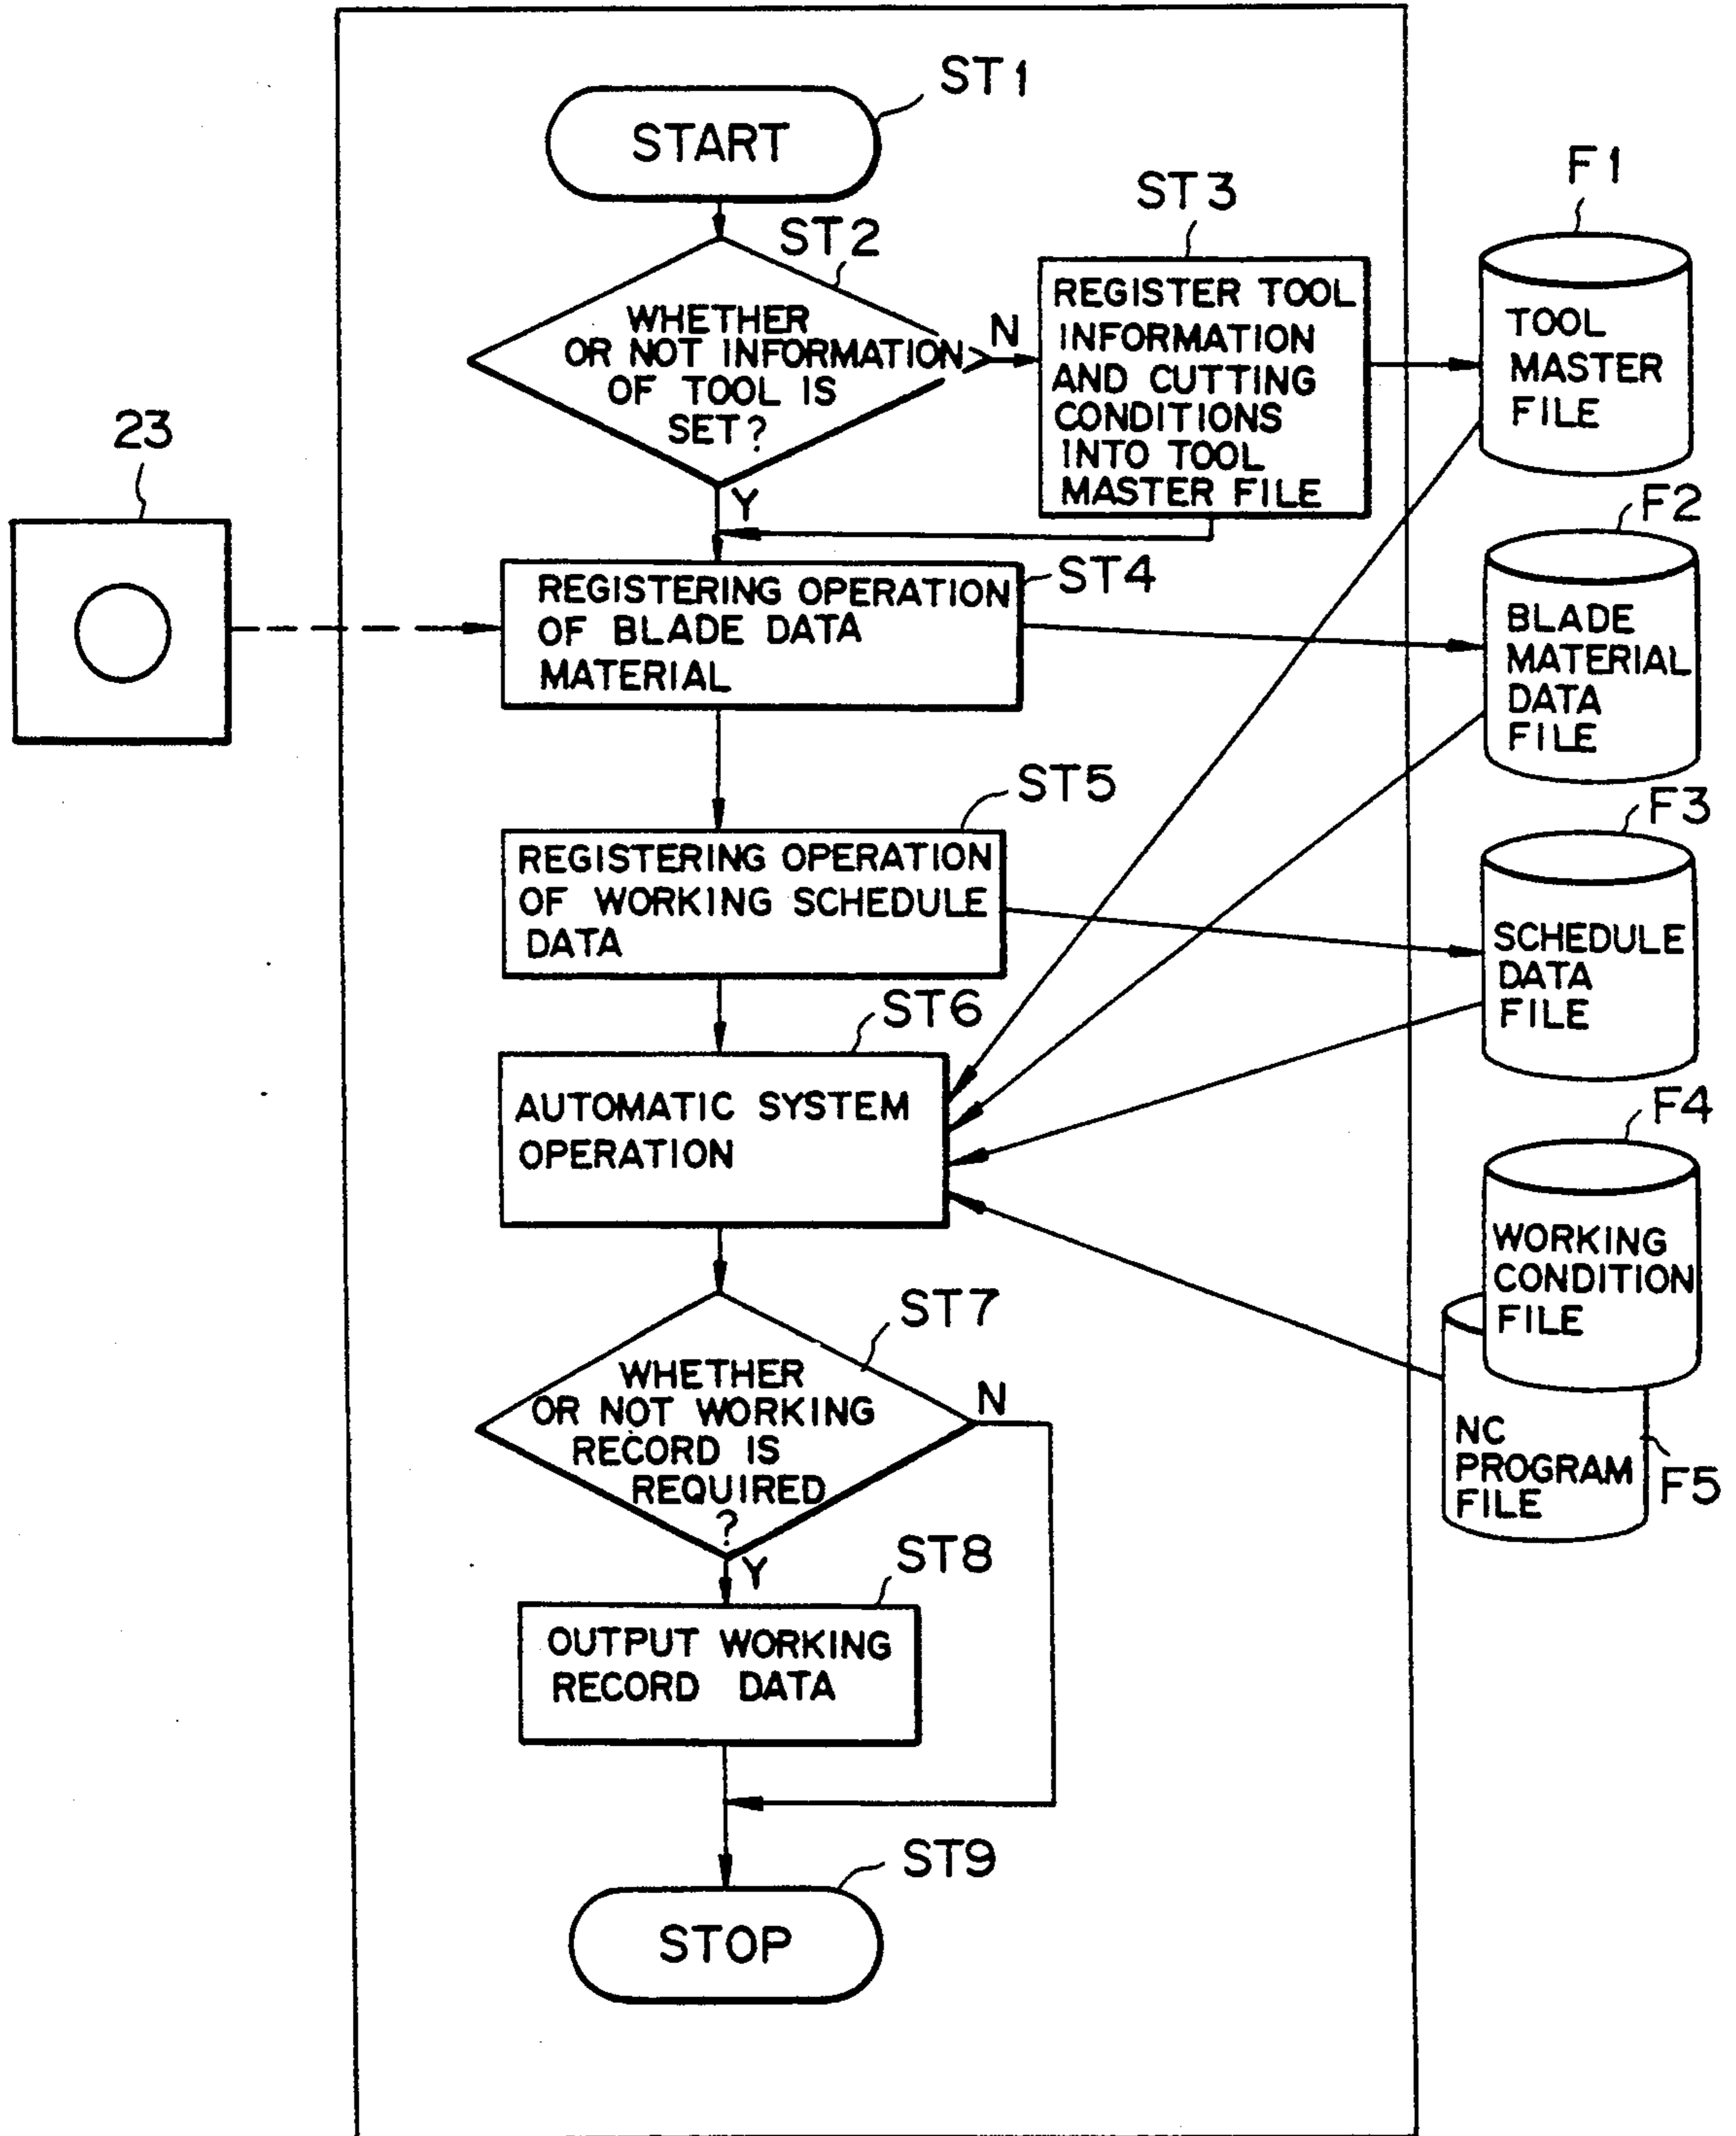 ST1
START
ST2
WHETHER
OR NOT INFORMATION
OF TOOL IS
SET?
N
Y
ST3
REGISTER TOOL
INFORMATION
AND CUTTING
CONDITIONS
INTO TOOL
MASTER FILE
F1
TOOL
MASTER
FILE
23
ST4
REGISTERING OPERATION
OF BLADE DATA
MATERIAL
F2
BLADE
MATERIAL
DATA
FILE
ST5
REGISTERING OPERATION
OF WORKING SCHEDULE
DATA
F3
SCHEDULE
DATA
FILE
ST6
AUTOMATIC SYSTEM
OPERATION
F4
WORKING
CONDITION
FILE
NC
PROGRAM
FILE
F5
ST7
WHETHER
OR NOT WORKING
RECORD IS
REQUIRED
?
N
Y
ST8
OUTPUT WORKING
RECORD DATA
ST9
STOP